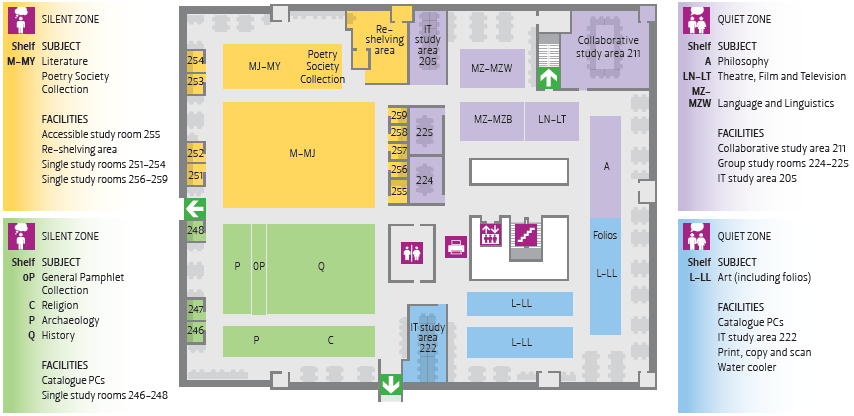 SILENT ZONE
Shelf SUBJECT
M–MY Literature
Poetry Society
Collection
FACILITIES
Accessible study room 255
Re-shelving area
Single study rooms 251–254
Single study rooms 256–259
SILENT ZONE
Shelf SUBJECT
0P General Pamphlet
Collection
C Religion
P Archaeology
Q History
FACILITIES
Catalogue PCs
Single study rooms 246–248
254
253
252
251
248
247
246
MJ–MY
Poetry
Society
Collection
Re-
shelving
area
IT
study
area
205
M–MJ
259
258
257
256
255
225
224
MZ–MZW
Collaborative
study area 211
MZ–MZB
LN–LT
A
P
0P
Q
P
C
Folios
L–LL
L–LL
L–LL
IT study
area
222
QUIET ZONE
Shelf SUBJECT
A Philosophy
LN–LT Theatre, Film and Television
MZ–
MZW Language and Linguistics
FACILITIES
Collaborative study area 211
Group study rooms 224–225
IT study area 205
QUIET ZONE
Shelf SUBJECT
L–LL Art (including folios)
FACILITIES
Catalogue PCs
IT study area 222
Print, copy and scan
Water cooler